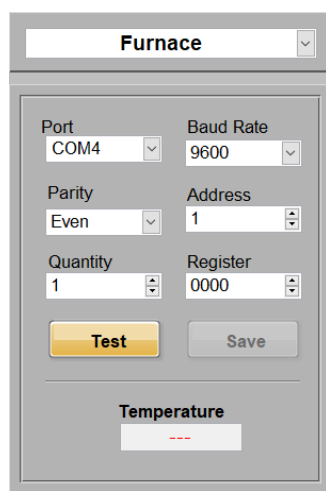 Furnace
Port Baud Rate
COM4 9600
Parity Address
Even 1
Quantity Register
1 0000
Test Save
Temperature
---